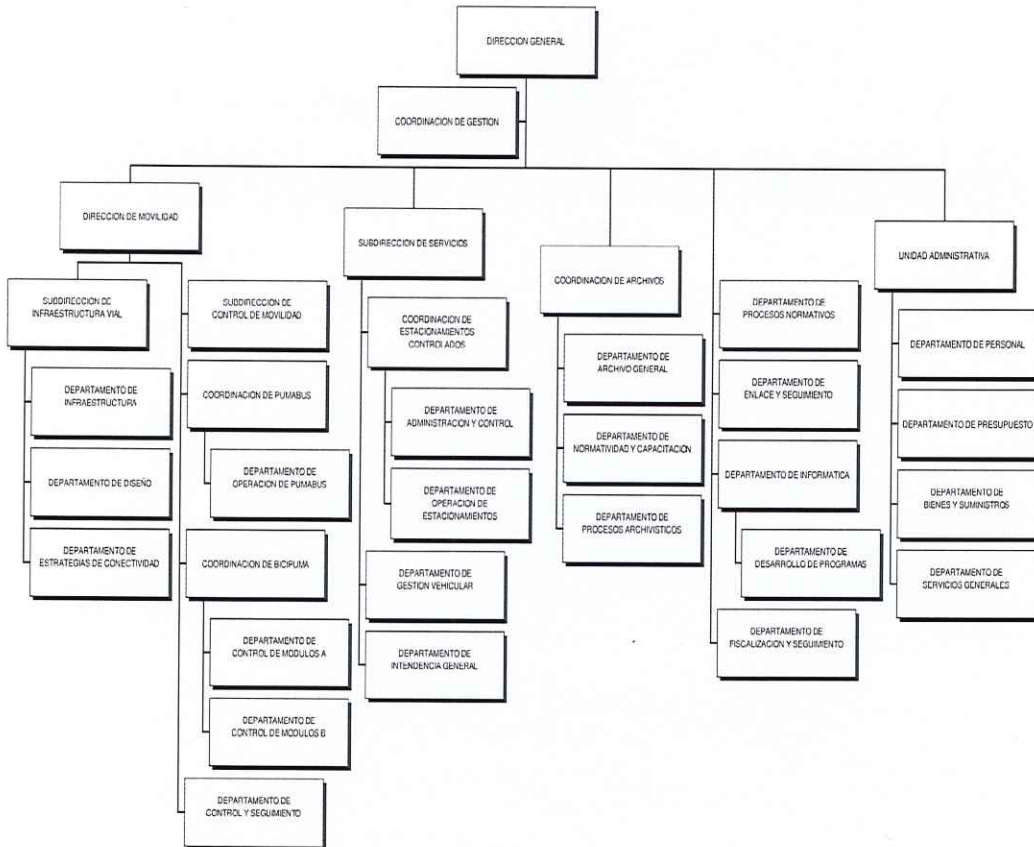 DIRECCION GENERAL
COORDINACION DE GESTION
DIRECCION DE MOVILIDAD
SUBDIRECCION DE
INFRAESTRUCTURA VIAL
DEPARTAMENTO DE
INFRAESTRUCTURA
DEPARTAMENTO DE DISEÑO
DEPARTAMENTO DE
ESTRATEGIAS DE CONECTIVIDAD
SUBDIRECCION DE
CONTROL DE MOVILIDAD
COORDINACION DE PUMABUS
DEPARTAMENTO DE
OPERACION DE PUMABUS
COORDINACION DE BICIPUMA
DEPARTAMENTO DE
CONTROL DE MODULOS A
DEPARTAMENTO DE
CONTROL DE MODULOS B
DEPARTAMENTO DE
CONTROL Y SEGUIMIENTO
SUBDIRECCION DE SERVICIOS
COORDINACION DE
ESTACIONAMIENTOS
CONTROLADOS
DEPARTAMENTO DE
ADMINISTRACION Y CONTROL
DEPARTAMENTO DE
OPERACION DE
ESTACIONAMIENTOS
DEPARTAMENTO DE
GESTION VEHICULAR
DEPARTAMENTO DE
INTENDENCIA GENERAL
COORDINACION DE ARCHIVOS
DEPARTAMENTO DE
ARCHIVO GENERAL
DEPARTAMENTO DE
NORMATIVIDAD Y CAPACITACION
DEPARTAMENTO DE
PROCESOS ARCHIVISTICOS
DEPARTAMENTO DE
PROCESOS NORMATIVOS
DEPARTAMENTO DE
ENLACE Y SEGUIMIENTO
DEPARTAMENTO DE INFORMATICA
DEPARTAMENTO DE
DESARROLLO DE PROGRAMAS
DEPARTAMENTO DE
FISCALIZACION Y SEGUIMIENTO
UNIDAD ADMINISTRATIVA
DEPARTAMENTO DE PERSONAL
DEPARTAMENTO DE PRESUPUESTO
DEPARTAMENTO DE
BIENES Y SUMINISTROS
DEPARTAMENTO DE
SERVICIOS GENERALES